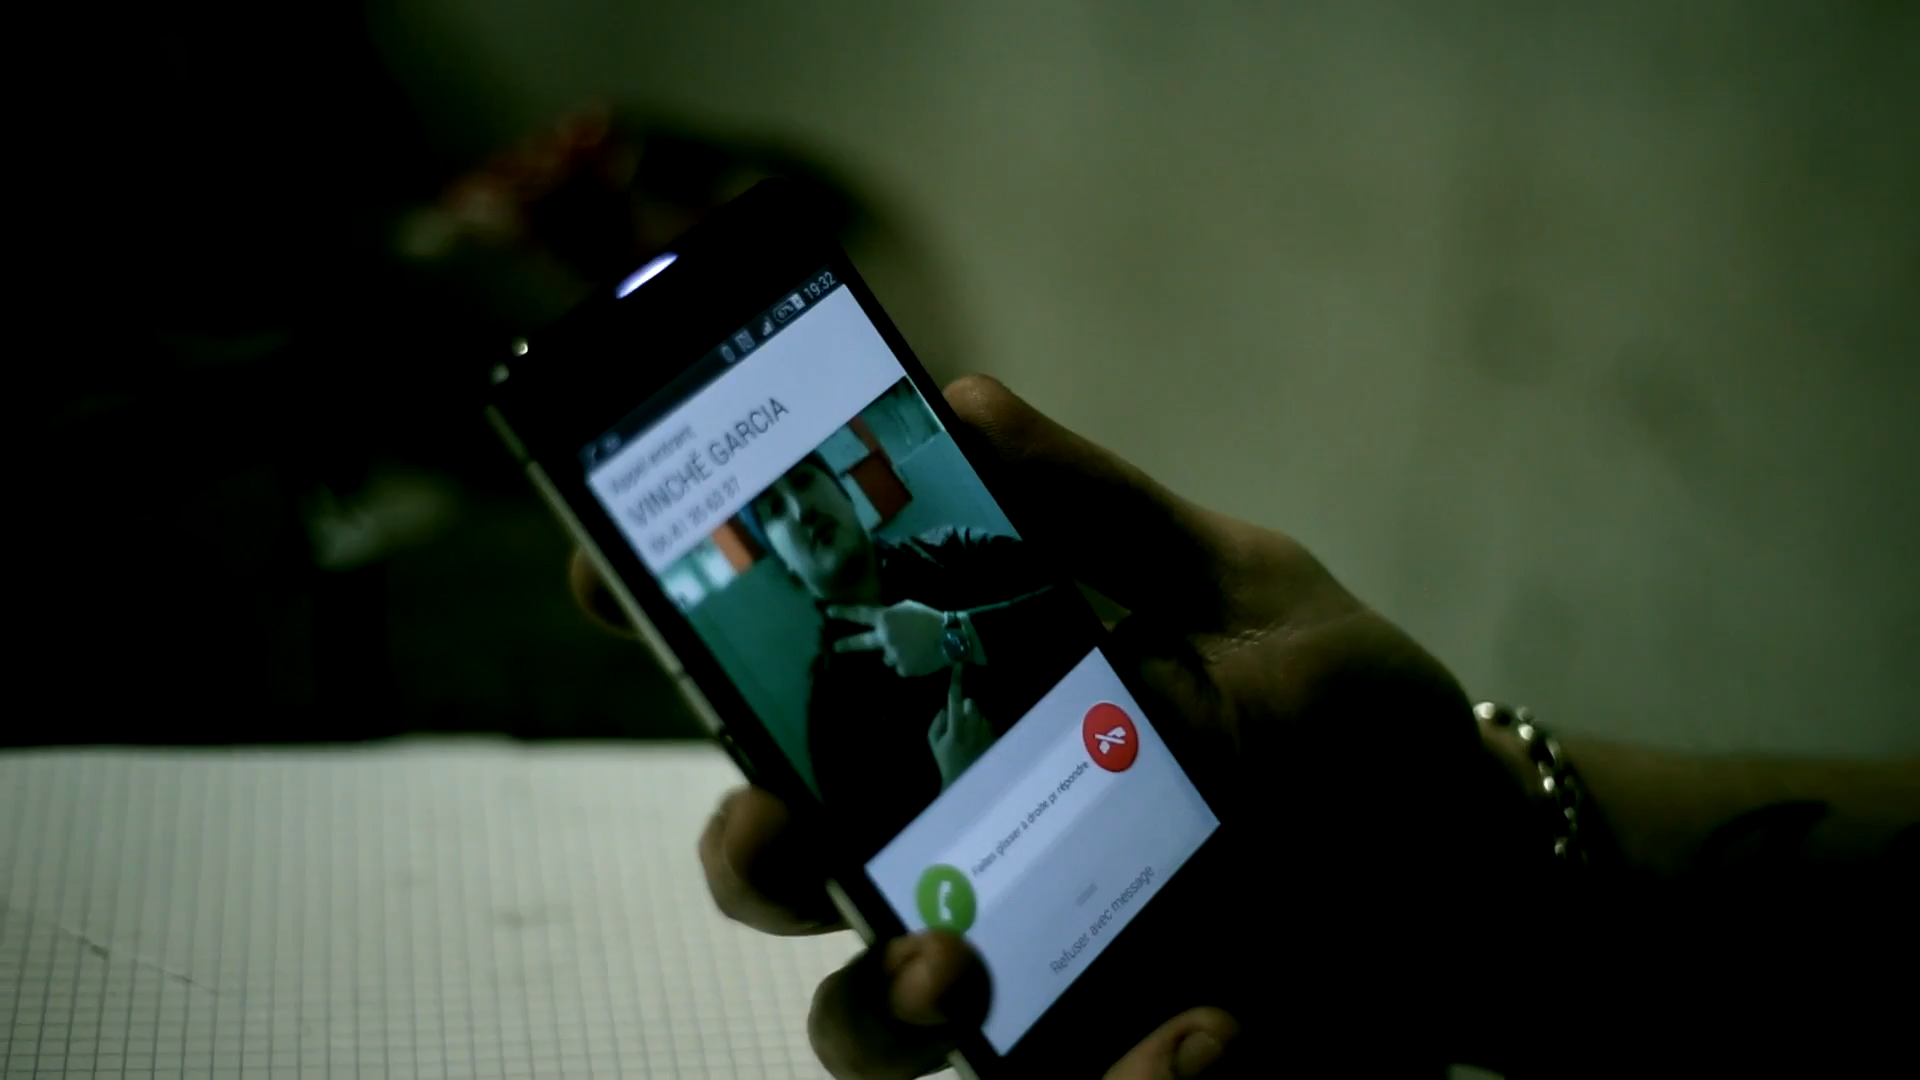 19:32
Appel entrant
VINCHÉ GARCIA
Faites glisser à droite pr répondre
Refuser avec message